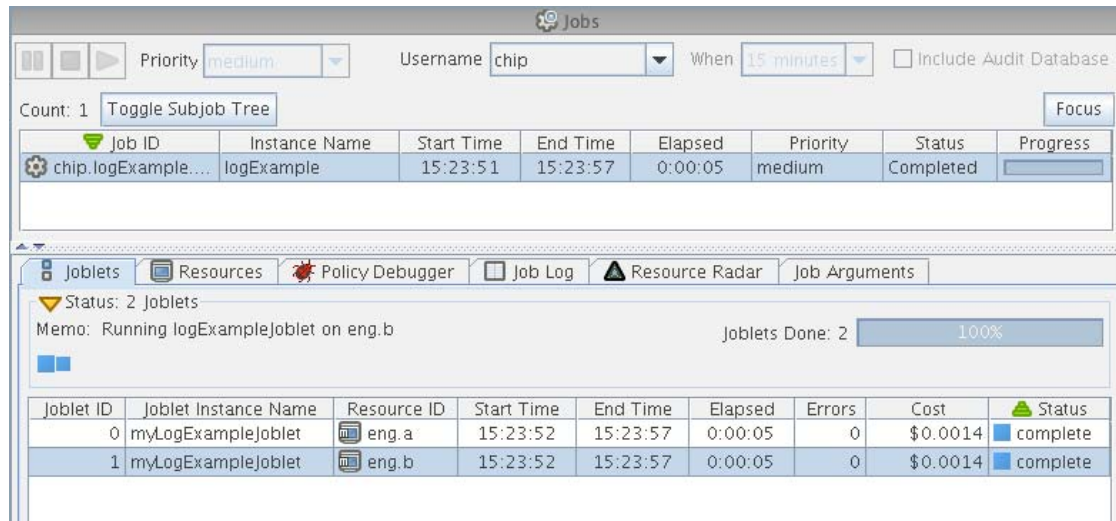 Jobs
Priority medium Username chip When 15 minutes Include Audit Database
Count: 1 Toggle Subjob Tree Focus
Job ID Instance Name Start Time End Time Elapsed Priority Status Progress
chip.logExample.... logExample 15:23:51 15:23:57 0:00:05 medium Completed
Joblets Resources Policy Debugger Job Log Resource Radar Job Arguments
Status: 2 Joblets
Memo: Running logExampleJoblet on eng.b Joblets Done: 2 100%
Joblet ID Joblet Instance Name Resource ID Start Time End Time Elapsed Errors Cost Status
0 myLogExampleJoblet eng.a 15:23:52 15:23:57 0:00:05 0 $0.0014 complete
1 myLogExampleJoblet eng.b 15:23:52 15:23:57 0:00:05 0 $0.0014 complete